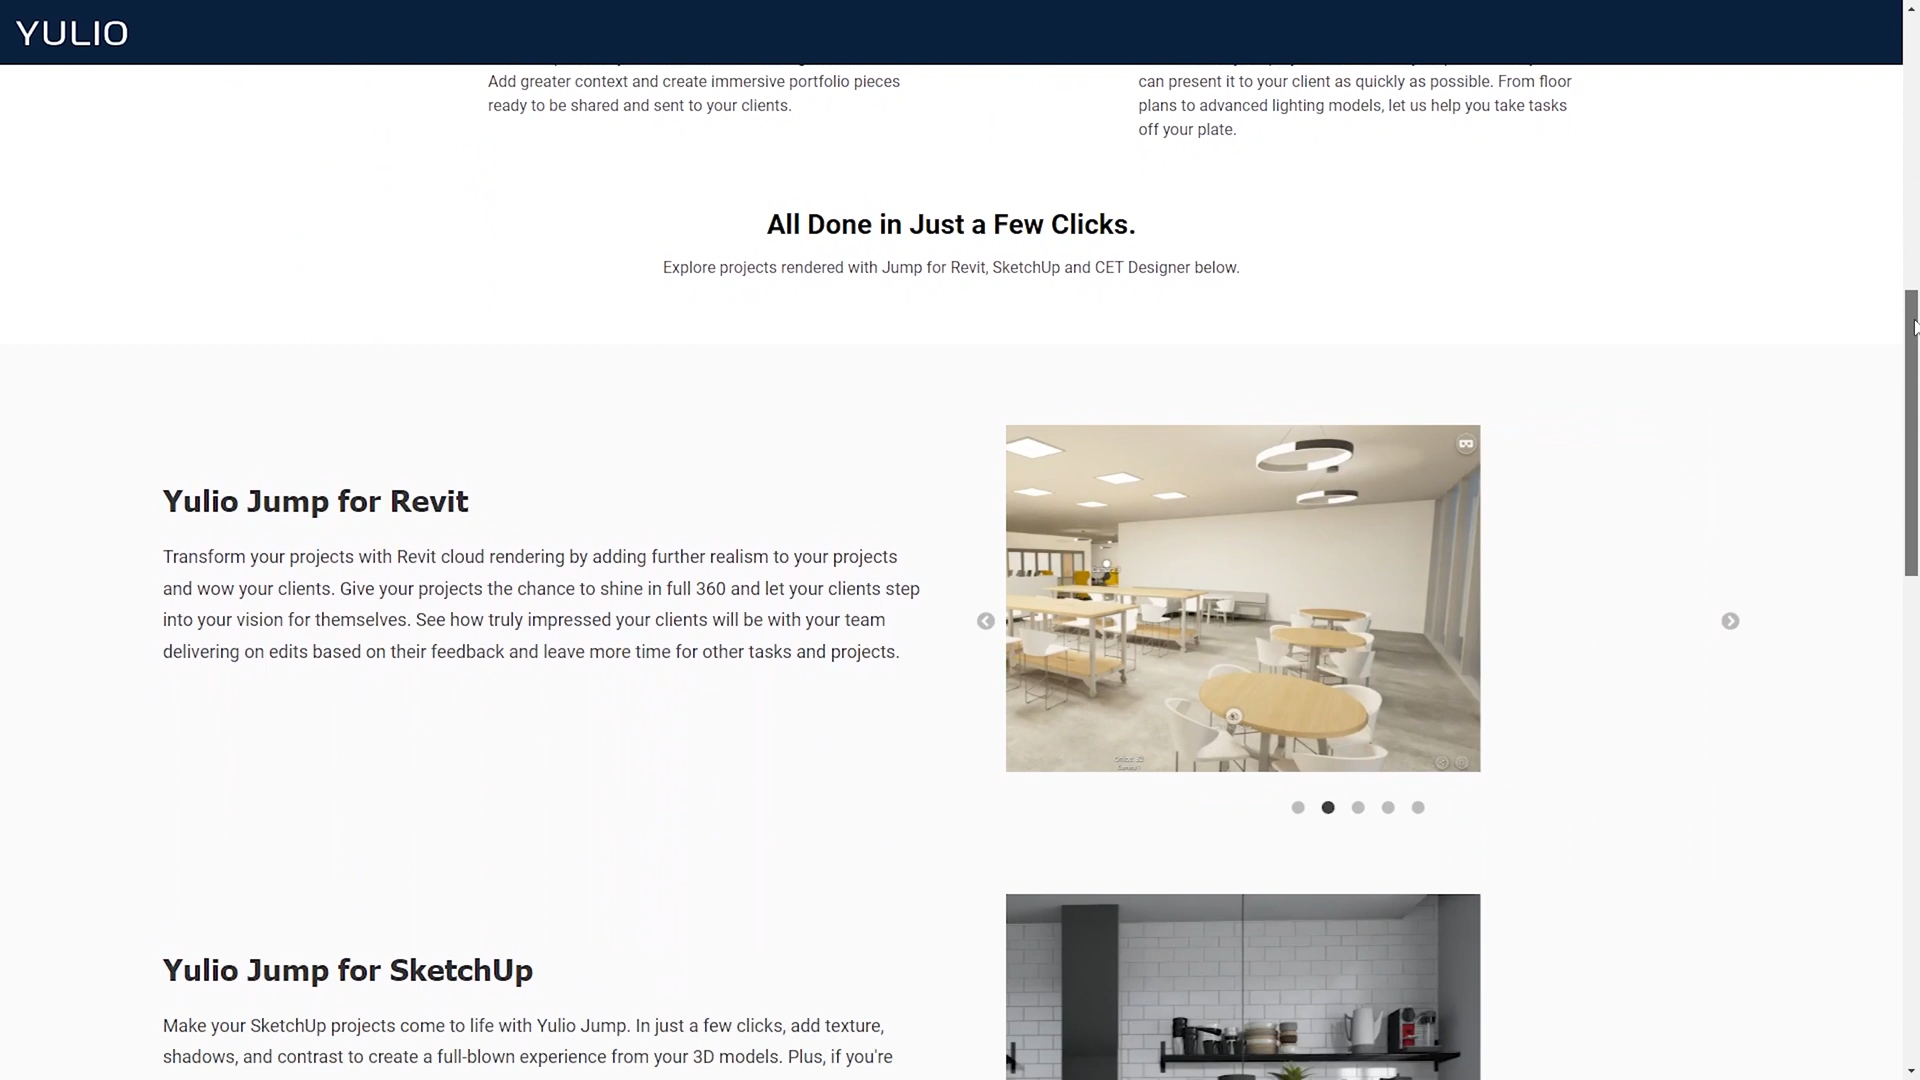 YULIO
Add greater context and create immersive portfolio pieces
ready to be shared and sent to your clients.
can present it to your client as quickly as possible. From floor
plans to advanced lighting models, let us help you take tasks
off your plate.
All Done in Just a Few Clicks.
Explore projects rendered with Jump for Revit, SketchUp and CET Designer below.
Yulio Jump for Revit
Transform your projects with Revit cloud rendering by adding further realism to your projects
and wow your clients. Give your projects the chance to shine in full 360 and let your clients step
into your vision for themselves. See how truly impressed your clients will be with your team
delivering on edits based on their feedback and leave more time for other tasks and projects.
Yulio Jump for SketchUp
Make your SketchUp projects come to life with Yulio Jump. In just a few clicks, add texture,
shadows, and contrast to create a full-blown experience from your 3D models. Plus, if you're